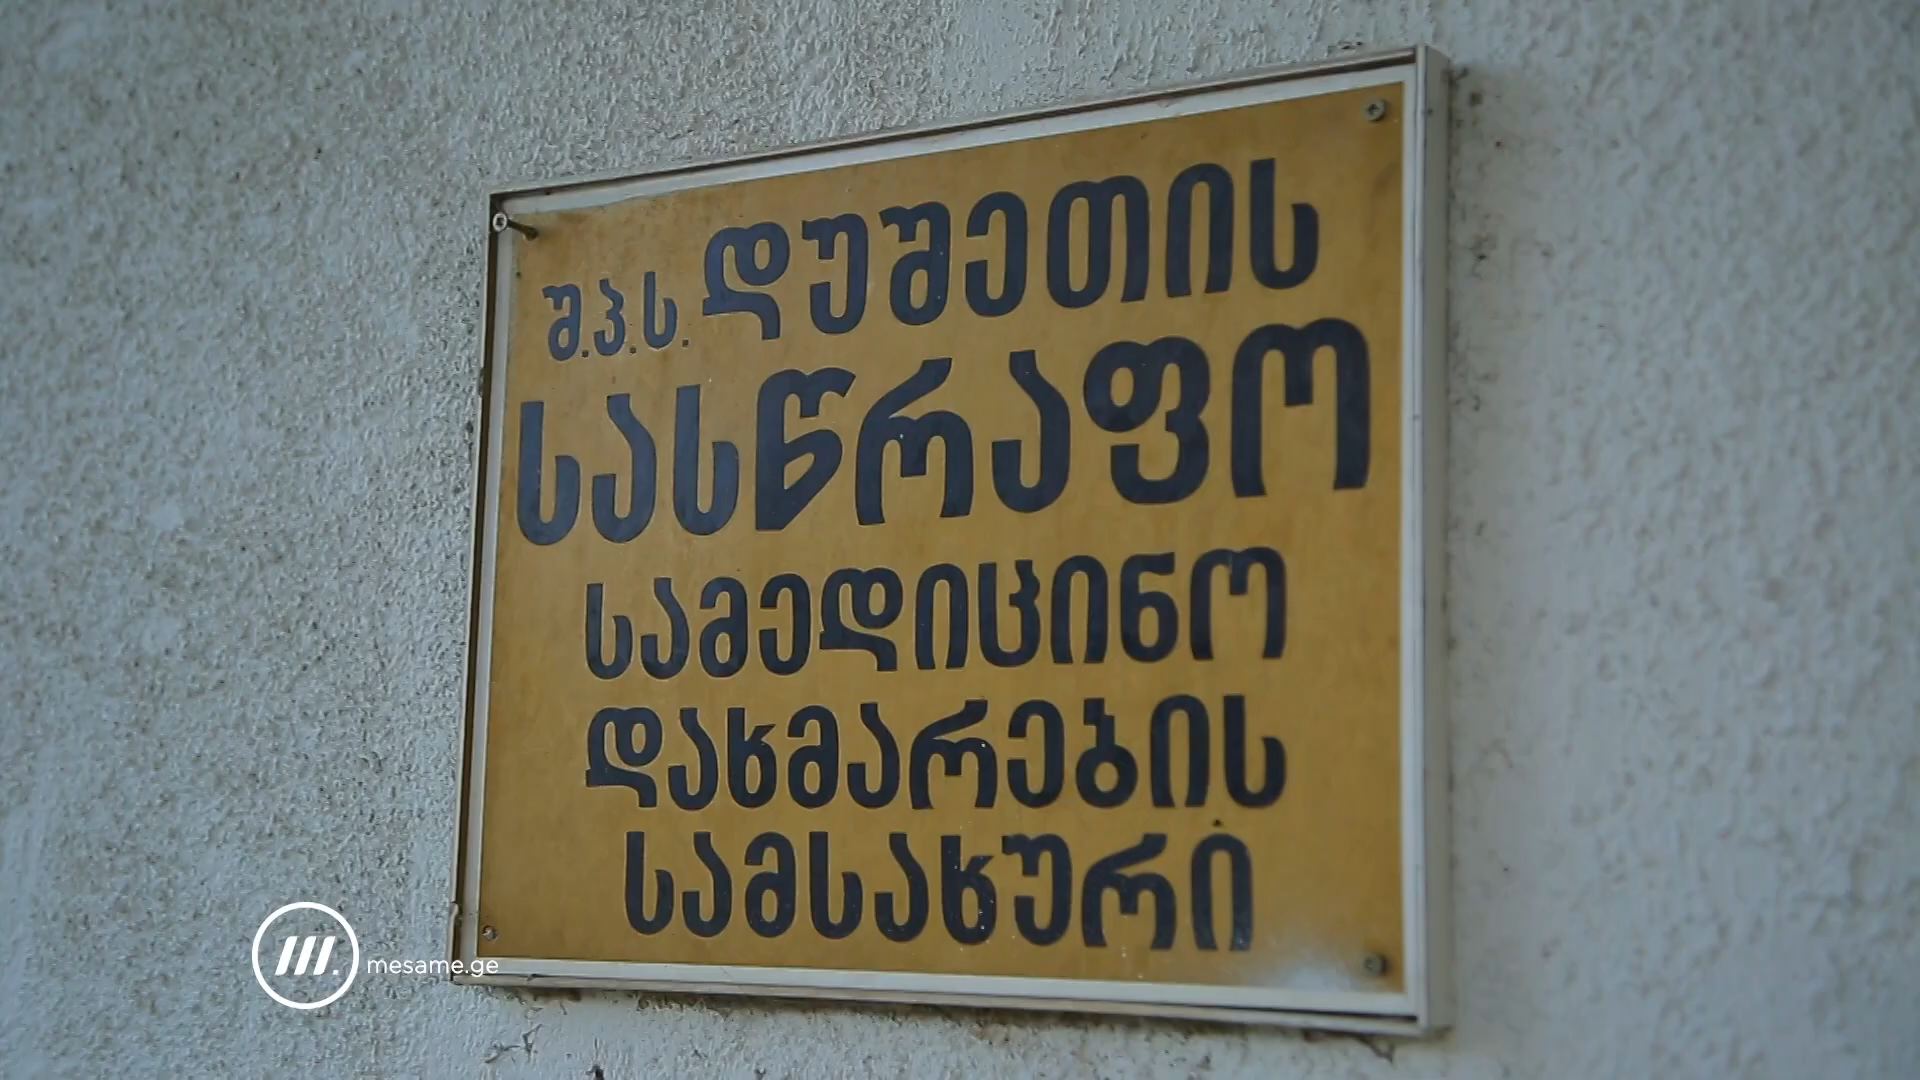 შ.პ.ს. დუშეთის
სასწრაფო
სამედიცინო
დახმარების
სამსახური
mesame.ge